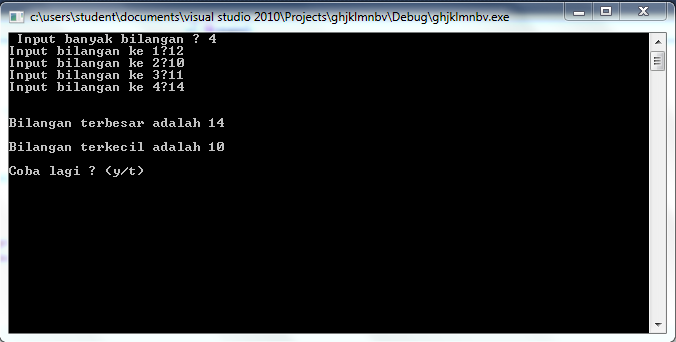 c:\users\student\documents\visual studio 2010\Projects\ghjklmnbv\Debug\ghjklmnbv.exe
Input banyak bilangan ? 4
Input bilangan ke 1?12
Input bilangan ke 2?10
Input bilangan ke 3?11
Input bilangan ke 4?14
Bilangan terbesar adalah 14
Bilangan terkecil adalah 10
Coba lagi ? (y/t)